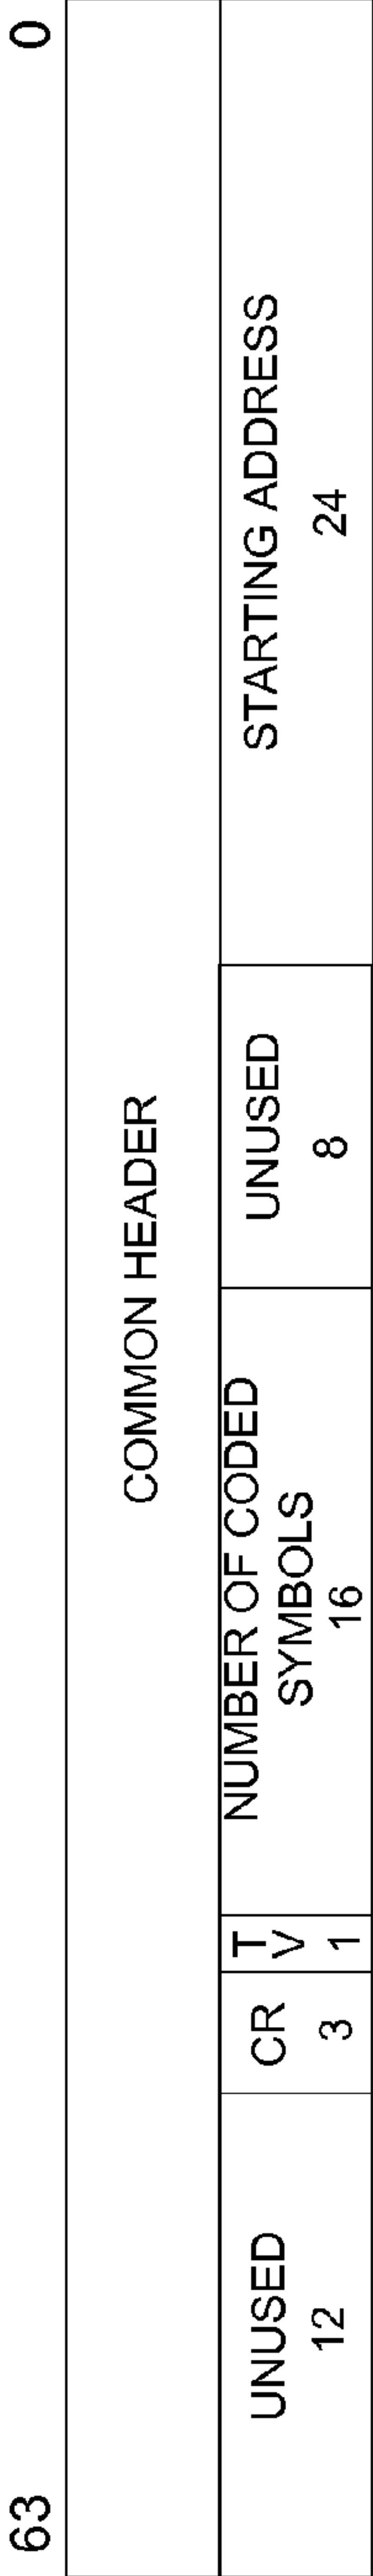 63 0
COMMON HEADER
UNUSED
12
CR
3
T
V
1
NUMBER OF CODED
SYMBOLS
16
UNUSED
8
STARTING ADDRESS
24